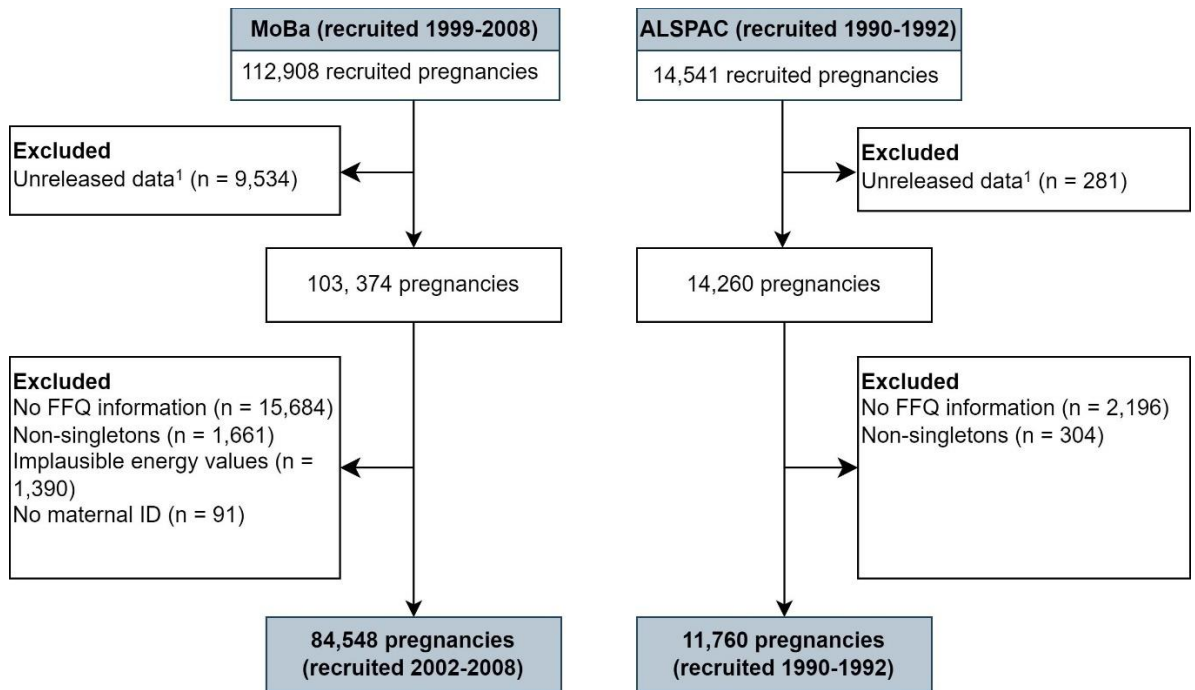 MoBa (recruited 1999-2008)
112,908 recruited pregnancies
Excluded
Unreleased data¹ (n = 9,534)
103, 374 pregnancies
Excluded
No FFQ information (n = 15,684)
Non-singletons (n = 1,661)
Implausible energy values (n =
1,390)
No maternal ID (n = 91)
84,548 pregnancies
(recruited 2002-2008)
ALSPAC (recruited 1990-1992)
14,541 recruited pregnancies
Excluded
Unreleased data¹ (n = 281)
14,260 pregnancies
Excluded
No FFQ information (n = 2,196)
Non-singletons (n = 304)
11,760 pregnancies
(recruited 1990-1992)